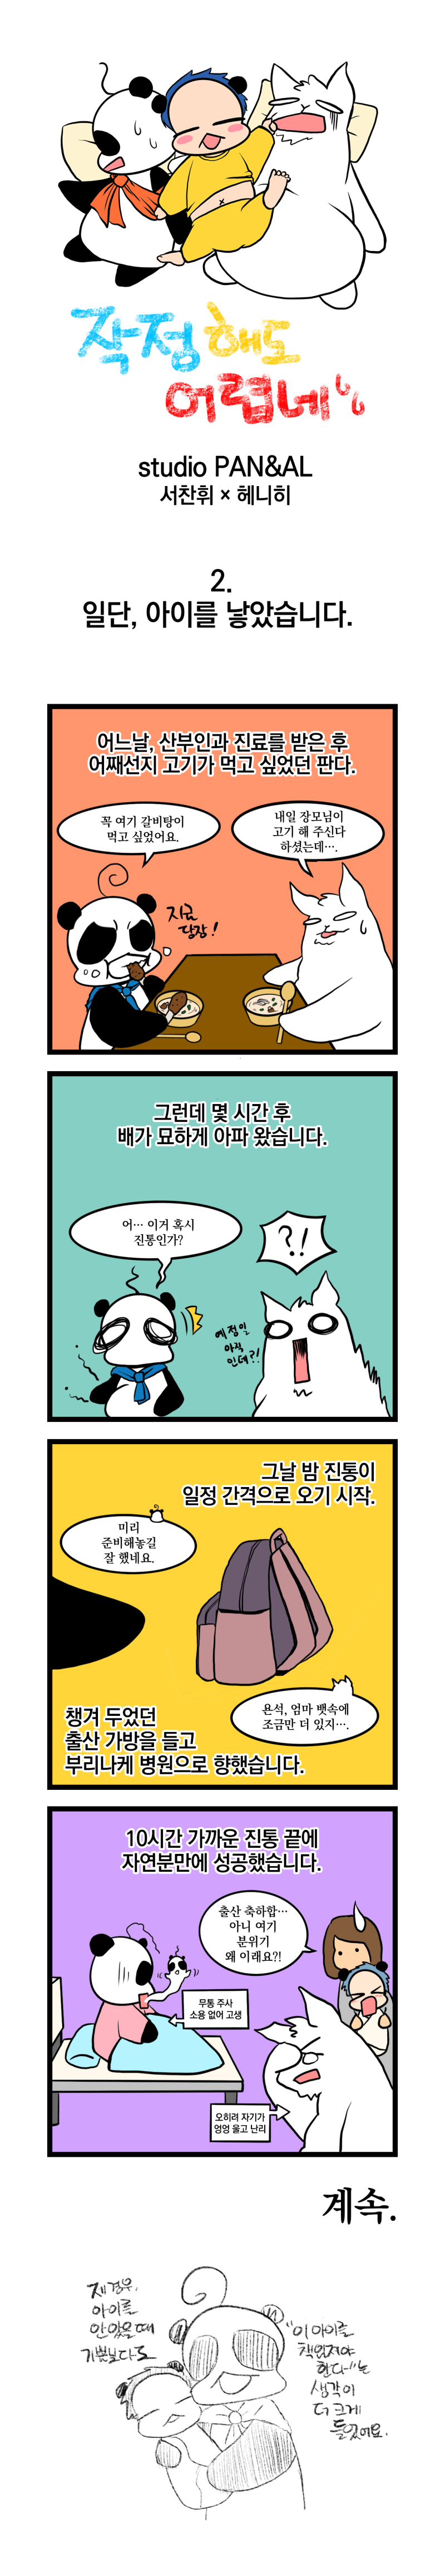 작정해도
어렵네
studio PAN&AL
서찬휘 × 헤니히
2.
일단, 아이를 낳았습니다.
어느날, 산부인과 진료를 받은 후
어째선지 고기가 먹고 싶었던 판다.
꼭 여기 갈비탕이
먹고 싶었어요.
내일 장모님이
고기 해 주신다
하셨는데….
지금
당장!
그런데 몇 시간 후
배가 묘하게 아파 왔습니다.
어… 이거 혹시
진통인가?
?!
예정일
아직
인데?!
그날 밤 진통이
일정 간격으로 오기 시작.
미리
준비해놓길
잘 했네요.
욘석, 엄마 뱃속에
조금만 더 있지….
챙겨 두었던
출산 가방을 들고
부리나케 병원으로 향했습니다.
10시간 가까운 진통 끝에
자연분만에 성공했습니다.
출산 축하합…
아니 여기
분위기
왜 이래요?!
무통 주사
소용 없어 고생
오히려 자기가
엉엉 울고 난리
계속.
제 경우,
아이를
안았을 때
기쁨보다도
"이 아이를
책임져야
한다"는
생각이
더 크게
들었어요.